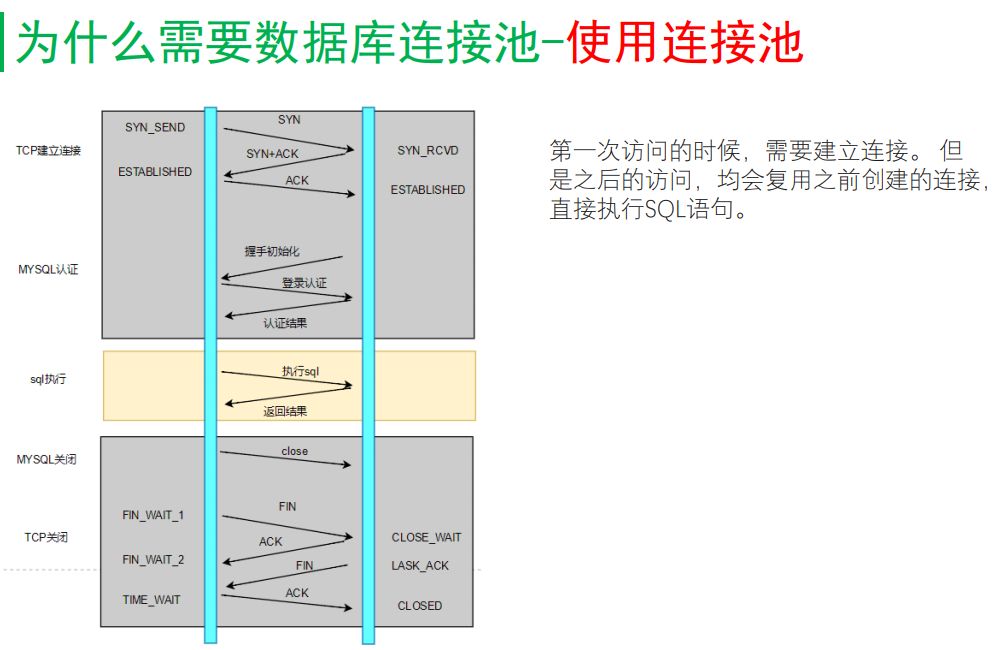 为什么需要数据库连接池-使用连接池
第一次访问的时候，需要建立连接。 但
是之后的访问，均会复用之前创建的连接，
直接执行SQL语句。
TCP建立连接
SYN_SEND
SYN
SYN+ACK
SYN_RCVD
ESTABLISHED
ACK
ESTABLISHED
MYSQL认证
握手初始化
登录认证
认证结果
sql执行
执行sql
返回结果
MYSQL关闭
close
TCP关闭
FIN_WAIT_1
FIN
ACK
CLOSE_WAIT
FIN_WAIT_2
FIN
LASK_ACK
TIME_WAIT
ACK
CLOSED